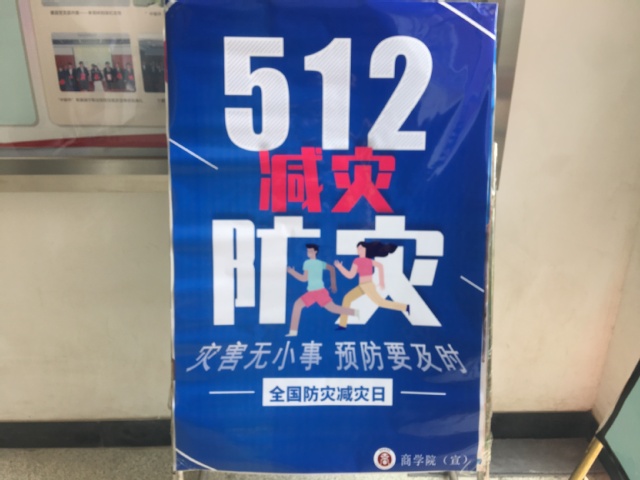 512
减灾
防灾
灾害无小事 预防要及时
全国防灾减灾日
商学院（宣）